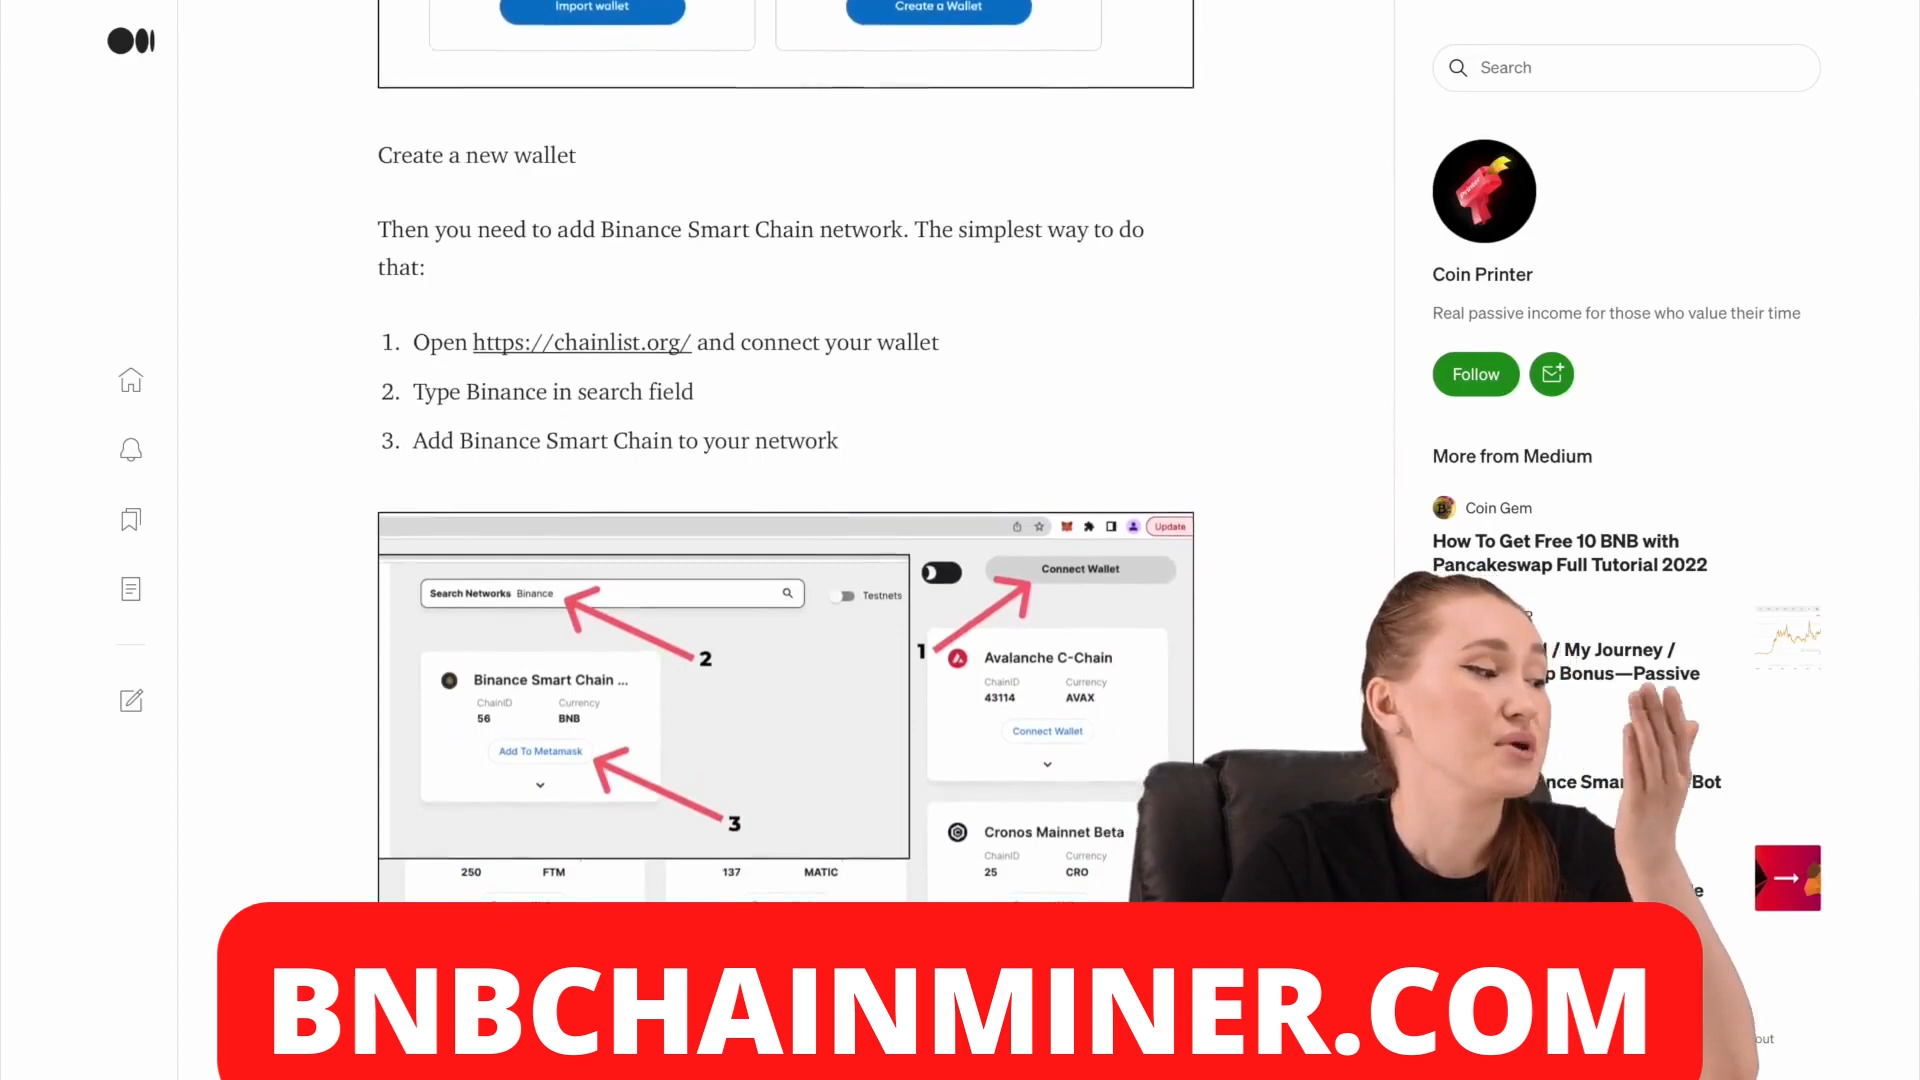 Import wallet
Create a Wallet
Create a new wallet
Then you need to add Binance Smart Chain network. The simplest way to do
that:
1. Open https://chainlist.org/ and connect your wallet
2. Type Binance in search field
3. Add Binance Smart Chain to your network
Update
Connect Wallet
Search Networks Binance
Testnets
2
1
Binance Smart Chain ...
ChainID Currency
56 BNB
Add To Metamask
3
Avalanche C-Chain
ChainID Currency
43114 AVAX
Connect Wallet
Cronos Mainnet Beta
ChainID Currency
25 CRO
250 FTM
137 MATIC
Search
Printer
Coin Printer
Real passive income for those who value their time
Follow
More from Medium
Coin Gem
How To Get Free 10 BNB with
Pancakeswap Full Tutorial 2022
/ My Journey /
Bonus—Passive
Bot
BNBCHAINMINER.COM